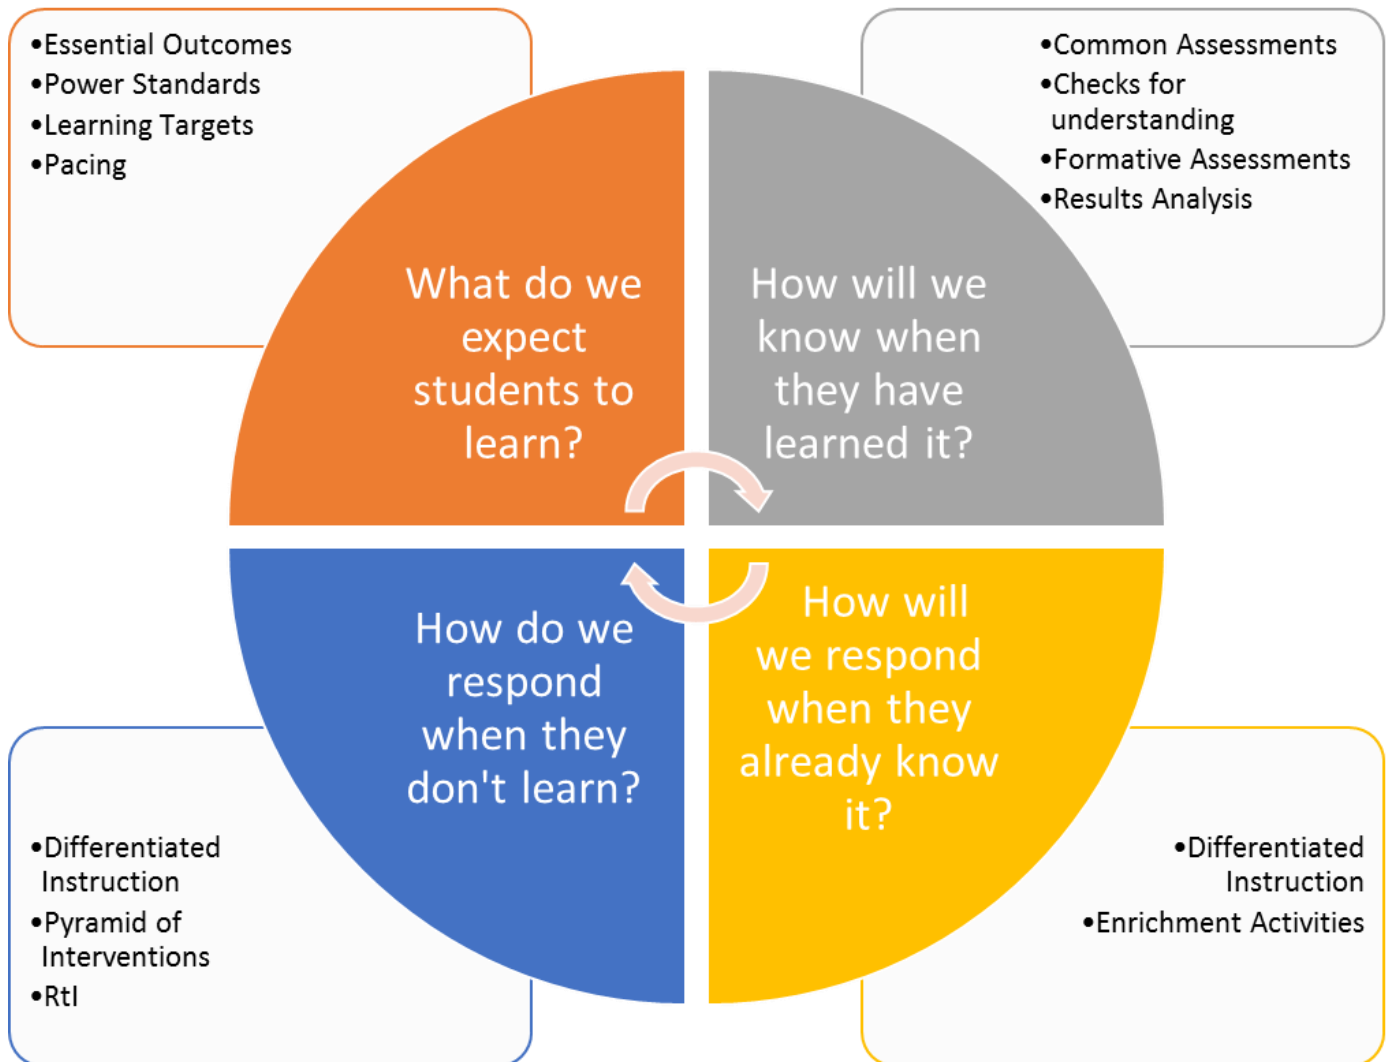 •Essential Outcomes
•Power Standards
•Learning Targets
•Pacing
•Common Assessments
•Checks for
understanding
•Formative Assessments
•Results Analysis
What do we
expect
students to
learn?
How will we
know when
they have
learned it?
How do we
respond
when they
don't learn?
How will
we respond
when they
already know
it?
•Differentiated
Instruction
•Pyramid of
Interventions
•RtI
•Differentiated
Instruction
•Enrichment Activities